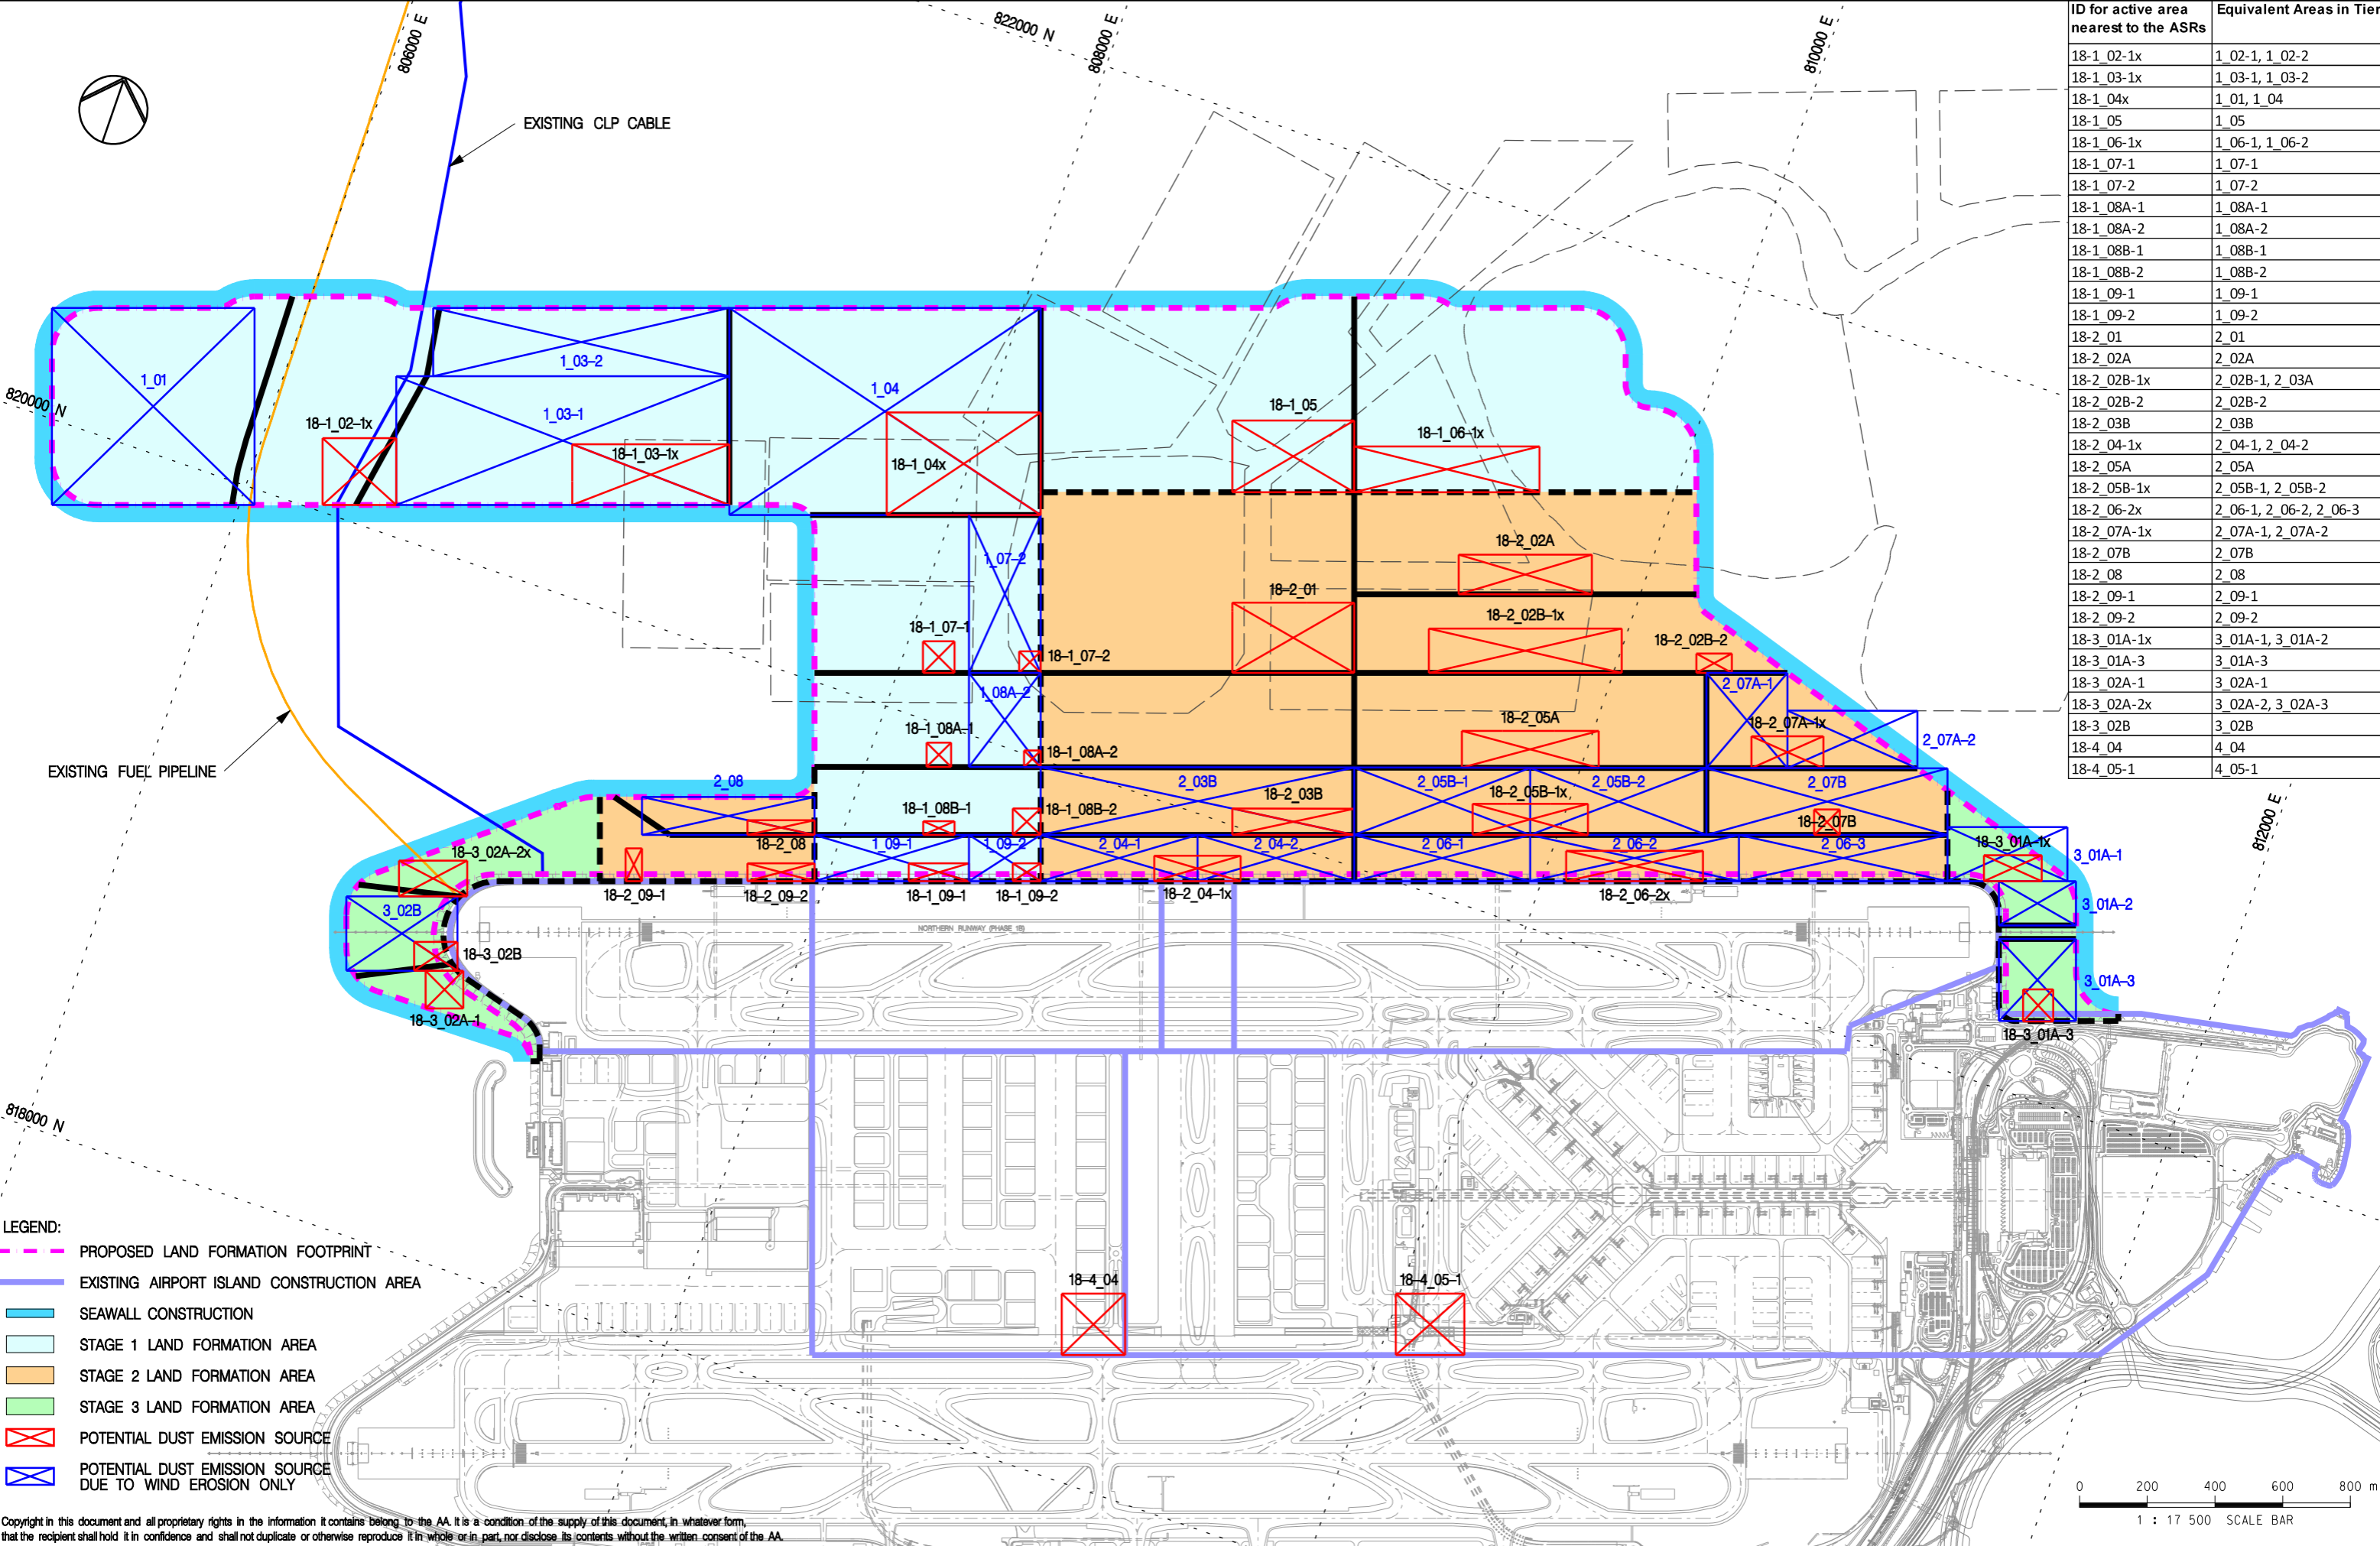 822000 N
806000 E
808000 E
810000 E
ID for active area nearest to the ASRs | Equivalent Areas in Tier
18-1_02-1x | 1_02-1, 1_02-2
18-1_03-1x | 1_03-1, 1_03-2
18-1_04x | 1_01, 1_04
18-1_05 | 1_05
18-1_06-1x | 1_06-1, 1_06-2
18-1_07-1 | 1_07-1
18-1_07-2 | 1_07-2
18-1_08A-1 | 1_08A-1
18-1_08A-2 | 1_08A-2
18-1_08B-1 | 1_08B-1
18-1_08B-2 | 1_08B-2
18-1_09-1 | 1_09-1
18-1_09-2 | 1_09-2
18-2_01 | 2_01
18-2_02A | 2_02A
18-2_02B-1x | 2_02B-1, 2_03A
18-2_02B-2 | 2_02B-2
18-2_03B | 2_03B
18-2_04-1x | 2_04-1, 2_04-2
18-2_05A | 2_05A
18-2_05B-1x | 2_05B-1, 2_05B-2
18-2_06-2x | 2_06-1, 2_06-2, 2_06-3
18-2_07A-1x | 2_07A-1, 2_07A-2
18-2_07B | 2_07B
18-2_08 | 2_08
18-2_09-1 | 2_09-1
18-2_09-2 | 2_09-2
18-3_01A-1x | 3_01A-1, 3_01A-2
18-3_01A-3 | 3_01A-3
18-3_02A-1 | 3_02A-1
18-3_02A-2x | 3_02A-2, 3_02A-3
18-3_02B | 3_02B
18-4_04 | 4_04
18-4_05-1 | 4_05-1
EXISTING CLP CABLE
1_01
1_03-2
1_03-1
1_04
820000 N
18-1_02-1x
18-1_03-1x
18-1_04x
18-1_05
18-1_06-1x
1_07-2
18-2_02A
18-2_01
18-1_07-1
18-1_07-2
18-2_02B-1x
18-2_02B-2
1_08A-2
2_07A-1
18-1_08A-1
18-1_08A-2
18-2_05A
18-2_07A-1x
2_07A-2
EXISTING FUEL PIPELINE
2_08
2_03B
2_05B-1
2_05B-2
2_07B
18-1_08B-1
18-1_08B-2
18-2_03B
18-2_05B-1x
18-2_07B
812000 E
18-3_02A-2x
18-2_08
1_09-1
1_09-2
2_04-1
2_04-2
2_06-1
2_06-2
2_06-3
18-3_01A-1x
3_01A-1
18-2_09-1
18-2_09-2
18-1_09-1
18-1_09-2
18-2_04-1x
18-2_06-2x
3_01A-2
3_02B
NORTHERN RUNWAY (PHASE 1B)
18-3_02B
3_01A-3
18-3_02A-1
18-3_01A-3
818000 N
18-4_04
18-4_05-1
LEGEND:
PROPOSED LAND FORMATION FOOTPRINT
EXISTING AIRPORT ISLAND CONSTRUCTION AREA
SEAWALL CONSTRUCTION
STAGE 1 LAND FORMATION AREA
STAGE 2 LAND FORMATION AREA
STAGE 3 LAND FORMATION AREA
POTENTIAL DUST EMISSION SOURCE
POTENTIAL DUST EMISSION SOURCE
DUE TO WIND EROSION ONLY
0 200 400 600 800 m
1 : 17 500 SCALE BAR
Copyright in this document and all proprietary rights in the information it contains belong to the AA. It is a condition of the supply of this document, in whatever form,
that the recipient shall hold it in confidence and shall not duplicate or otherwise reproduce it in whole or in part, nor disclose its contents without the written consent of the AA.